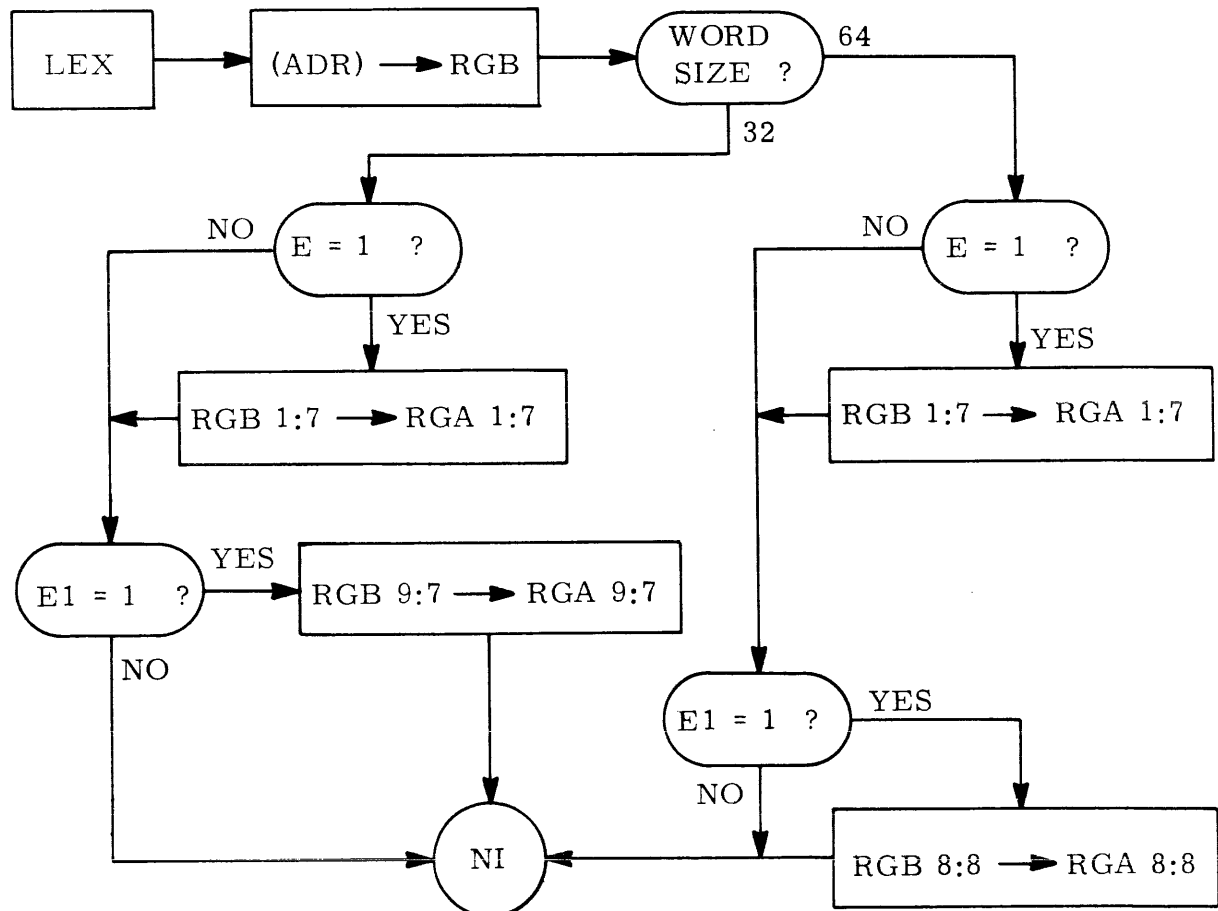 LEX
(ADR) → RGB
WORD
SIZE ?
64
32
NO
E = 1 ?
YES
NO
E = 1 ?
YES
RGB 1:7 → RGA 1:7
RGB 1:7 → RGA 1:7
E1 = 1 ?
YES
RGB 9:7 → RGA 9:7
NO
E1 = 1 ?
YES
NO
NI
RGB 8:8 → RGA 8:8